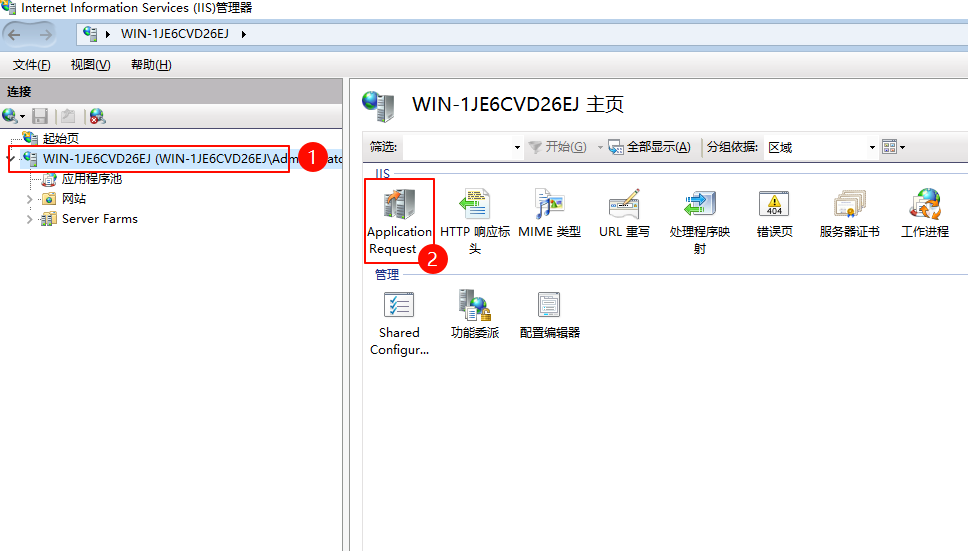 Internet Information Services (IIS)管理器
WIN-1JE6CVD26EJ
文件(F) 视图(V) 帮助(H)
连接
起始页
WIN-1JE6CVD26EJ (WIN-1JE6CVD26EJ\Adm
1
应用程序池
网站
Server Farms
WIN-1JE6CVD26EJ 主页
筛选: 开始(G) 全部显示(A) 分组依据: 区域
IIS
Application
Request
2
HTTP 响应标
头
MIME 类型
URL 重写
处理程序映
射
404
错误页
服务器证书
工作进程
管理
Shared
Configur...
功能委派
配置编辑器